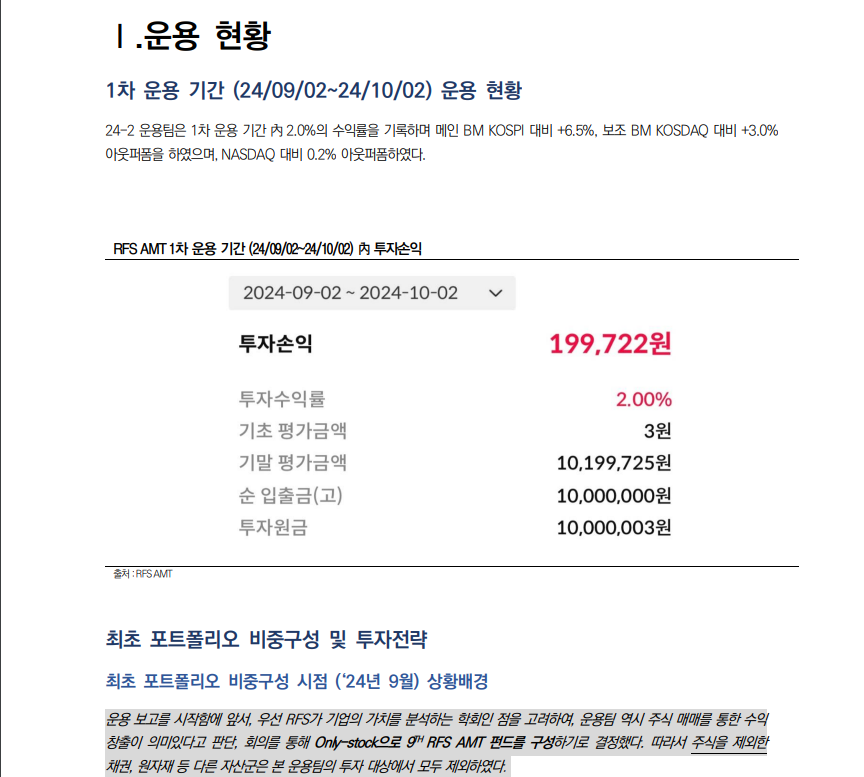 Ⅰ.운용 현황
1차 운용 기간 (24/09/02~24/10/02) 운용 현황
24-2 운용팀은 1차 운용 기간 內 2.0%의 수익률을 기록하며 메인 BM KOSPI 대비 +6.5%, 보조 BM KOSDAQ 대비 +3.0%
아웃퍼폼을 하였으며, NASDAQ 대비 0.2% 아웃퍼폼하였다.
RFS AMT 1차 운용 기간 (24/09/02~24/10/02) 內 투자손익
2024-09-02 ~ 2024-10-02
투자손익 199,722원
투자수익률 2.00%
기초 평가금액 3원
기말 평가금액 10,199,725원
순 입출금(고) 10,000,000원
투자원금 10,000,003원
출처 : RFS AMT
최초 포트폴리오 비중구성 및 투자전략
최초 포트폴리오 비중구성 시점 (‘24년 9월) 상황배경
운용 보고를 시작함에 앞서, 우선 RFS가 기업의 가치를 분석하는 학회인 점을 고려하여, 운용팀 역시 주식 매매를 통한 수익
창출이 의미있다고 판단, 회의를 통해 Only-stock으로 9TH RFS AMT 펀드를 구성하기로 결정했다. 따라서 주식을 제외한
채권, 원자재 등 다른 자산군은 본 운용팀의 투자 대상에서 모두 제외하였다.